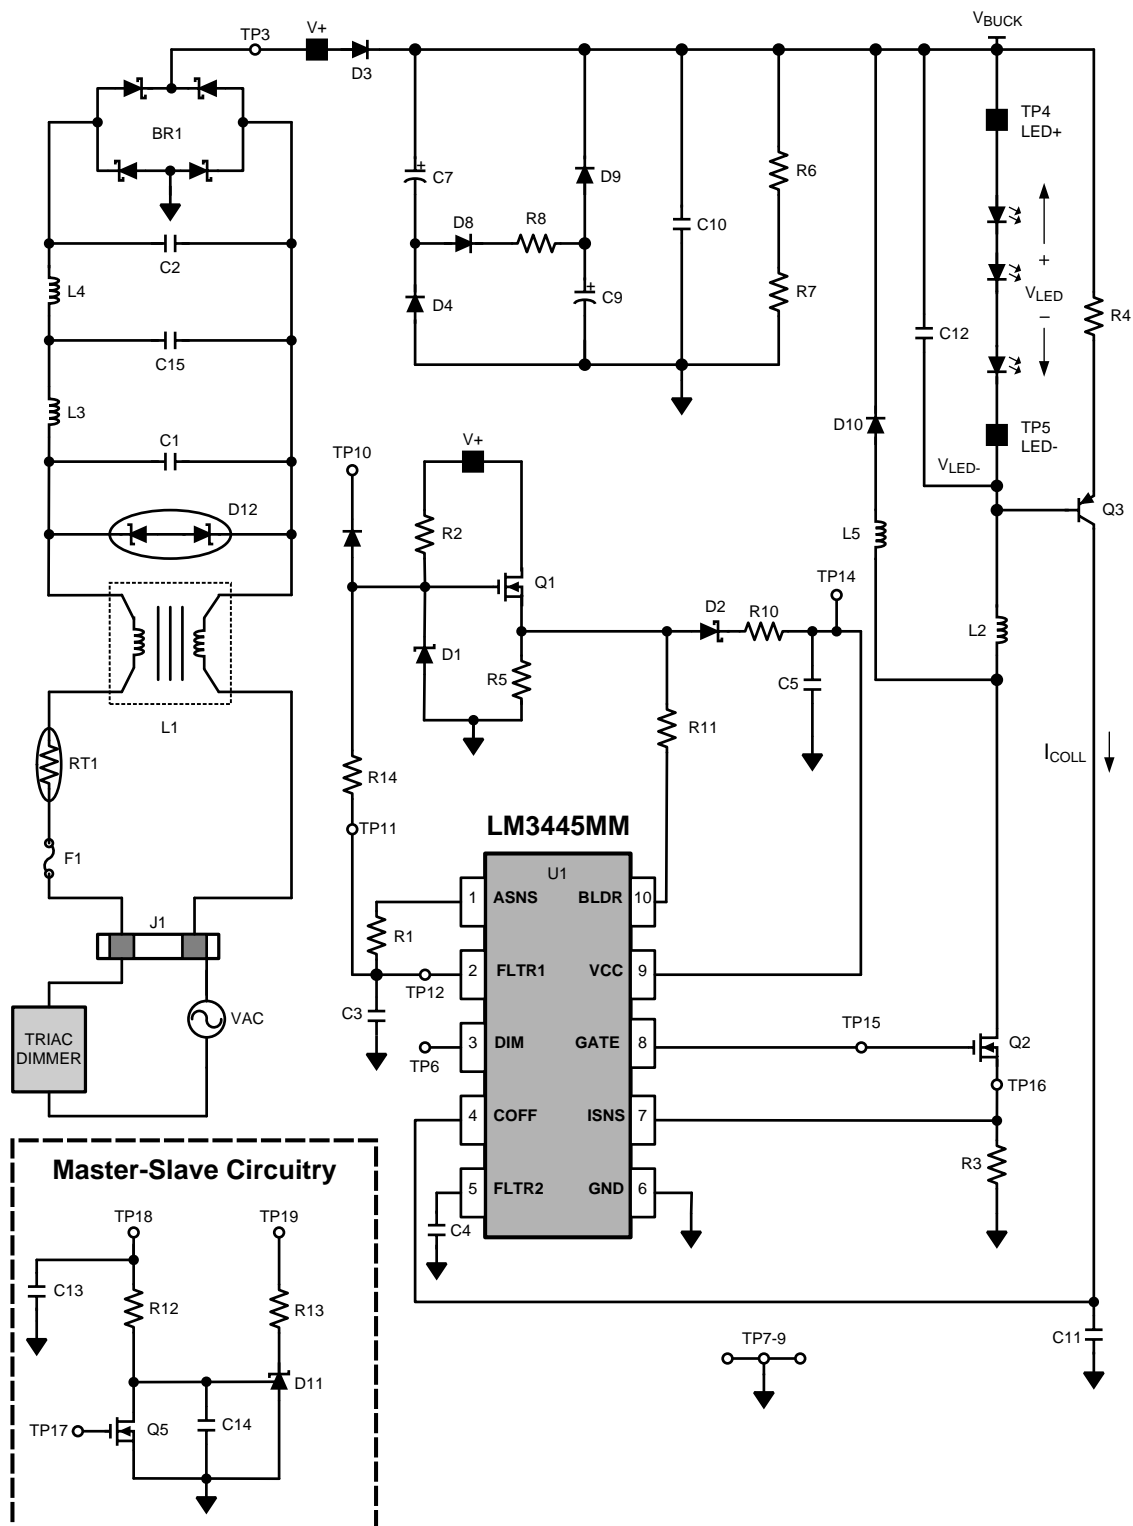 V+
VBUCK
TP3
D3
TP4
LED+
BR1
C7
D9
R6
D8
R8
C10
C2
L4
D4
C9
R7
+
VLED
−
R4
C12
C15
L3
D10
TP5
LED-
C1
V+
TP10
VLED-
D12
R2
L5
Q3
Q1
TP14
D2
R10
L2
D1
R5
C5
L1
R11
ICOLL
RT1
R14
TP11
LM3445MM
F1
U1
1
ASNS
BLDR
10
J1
R1
2
FLTR1
VCC
9
TP12
C3
VAC
TRIAC
DIMMER
3
DIM
GATE
8
TP15
Q2
TP6
TP16
4
COFF
ISNS
7
R3
Master-Slave Circuitry
5
FLTR2
GND
6
C4
TP18
TP19
C13
R12
R13
TP7-9
C11
D11
TP17
Q5
C14